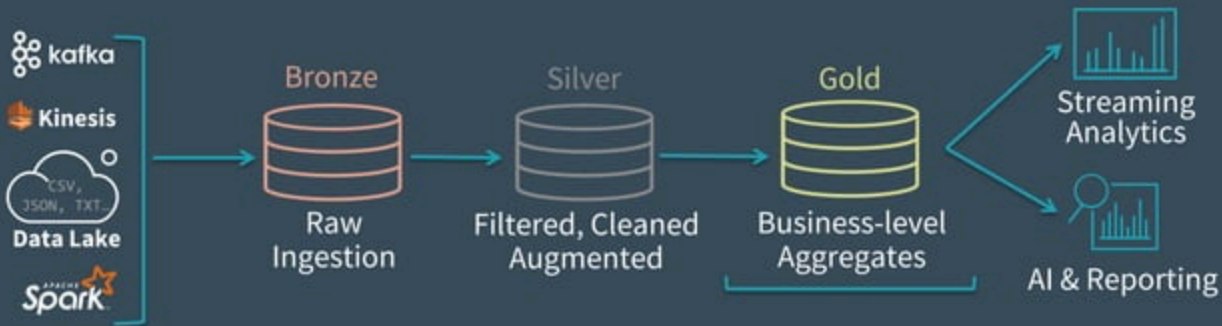 kafka
Kinesis
CSV,
JSON, TXT...
Data Lake
APACHE
Spark
Bronze
Raw
Ingestion
Silver
Filtered, Cleaned
Augmented
Gold
Business-level
Aggregates
Streaming
Analytics
AI & Reporting